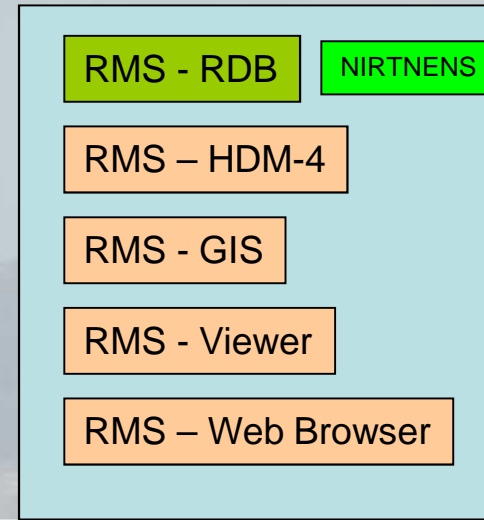 RMS - RDB
NIRTNENS
RMS – HDM-4
RMS - GIS
RMS - Viewer
RMS – Web Browser